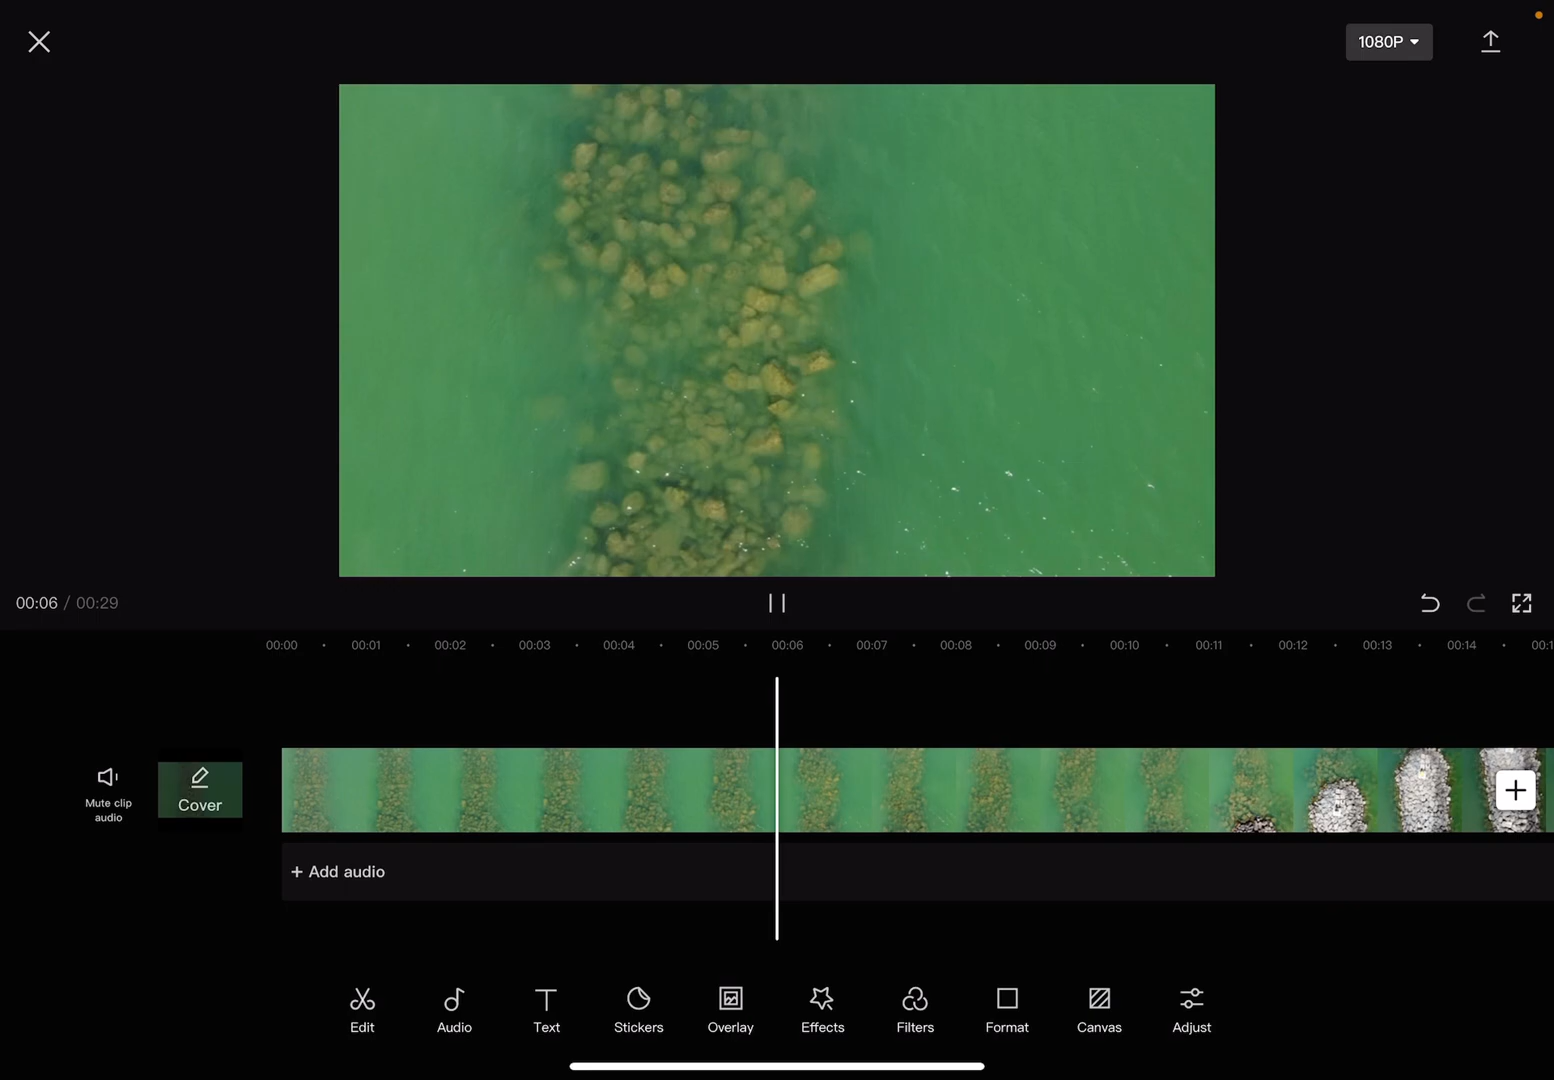 1080P
00:06 / 00:29
00:00 00:01 00:02 00:03 00:04 00:05 00:06 00:07 00:08 00:09 00:10 00:11 00:12 00:13 00:14 00:1
Mute clip
audio
Cover
+ Add audio
Edit Audio Text Stickers Overlay Effects Filters Format Canvas Adjust